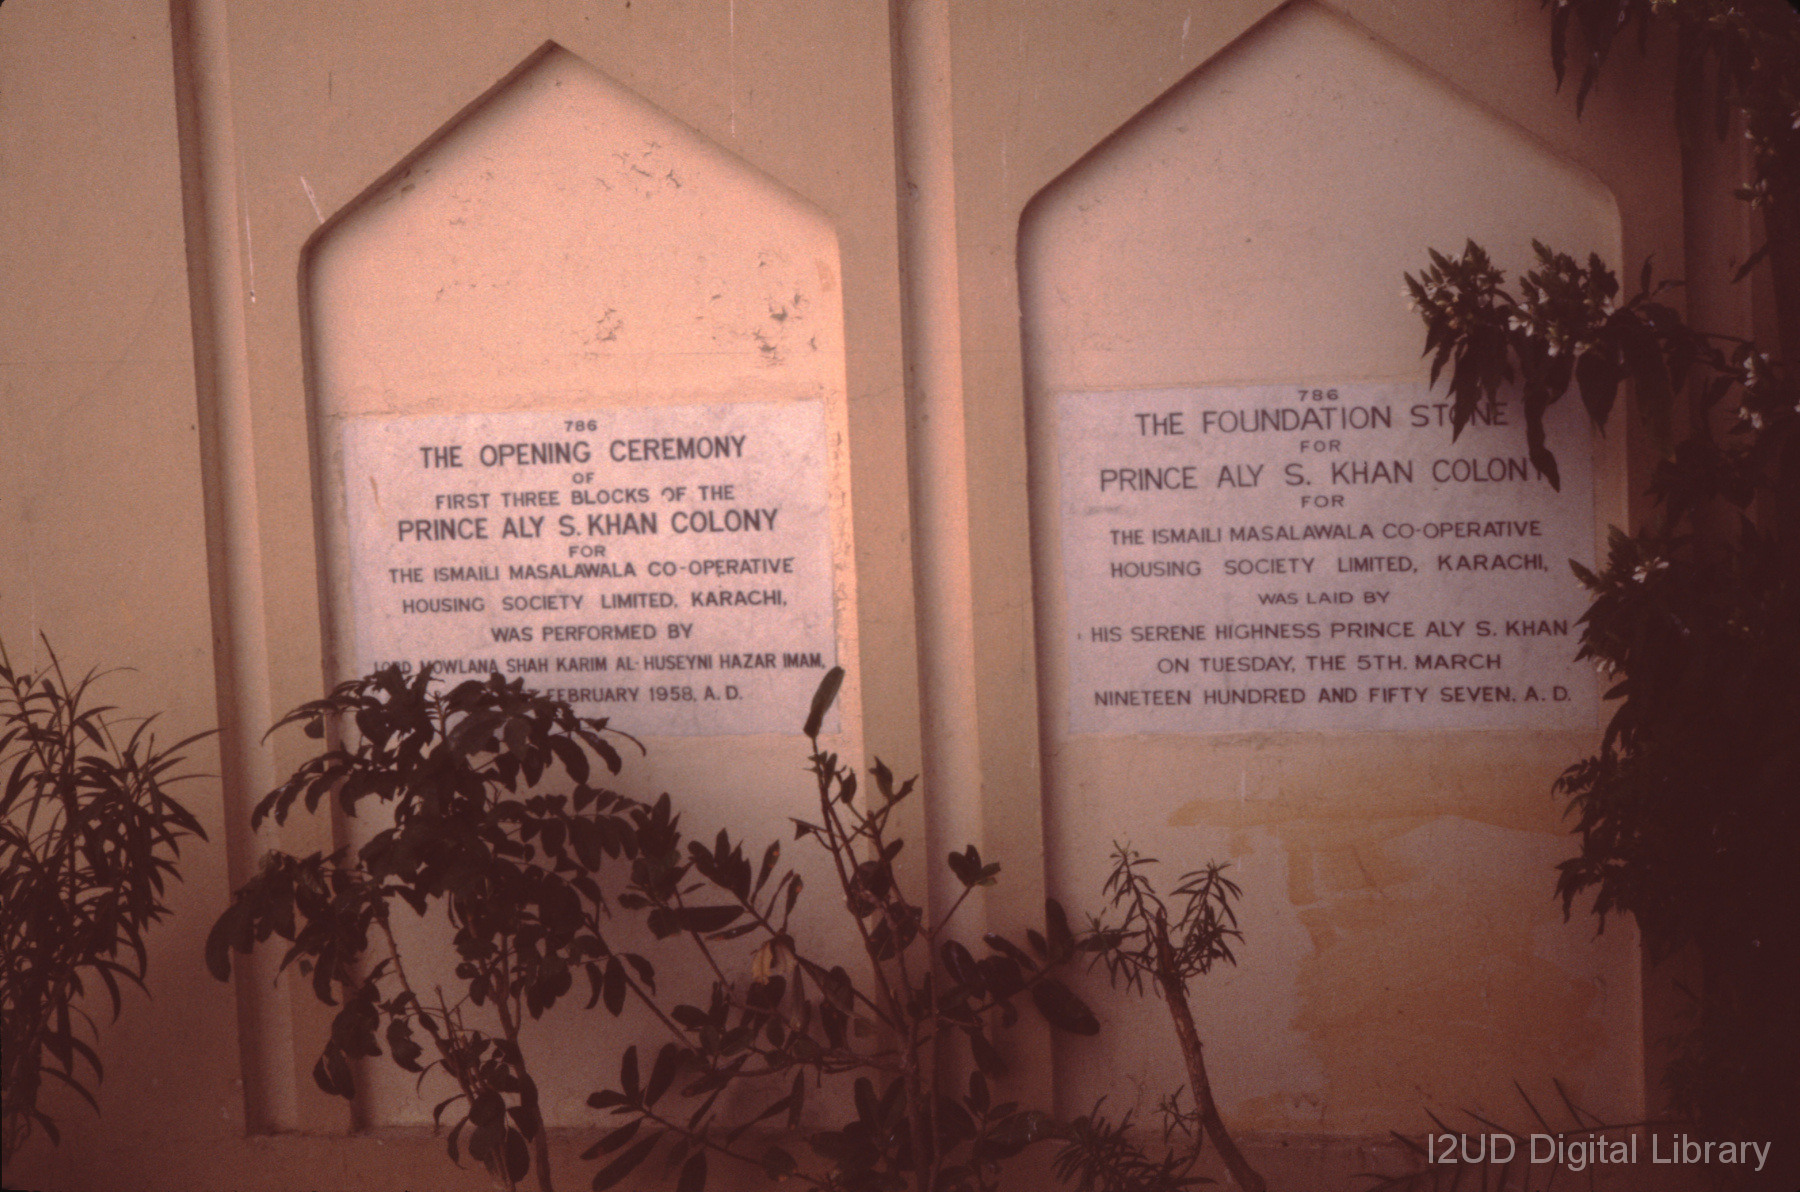 786
THE OPENING CEREMONY
OF
FIRST THREE BLOCKS OF THE
PRINCE ALY S. KHAN COLONY
FOR
THE ISMAILI MASALAWALA CO-OPERATIVE
HOUSING SOCIETY LIMITED, KARACHI,
WAS PERFORMED BY
LORD MOWLANA SHAH KARIM AL-HUSEYNI HAZAR IMAM,
FEBRUARY 1958, A. D.
786
THE FOUNDATION STONE
FOR
PRINCE ALY S. KHAN COLONY
FOR
THE ISMAILI MASALAWALA CO-OPERATIVE
HOUSING SOCIETY LIMITED, KARACHI,
WAS LAID BY
HIS SERENE HIGHNESS PRINCE ALY S. KHAN
ON TUESDAY, THE 5TH. MARCH
NINETEEN HUNDRED AND FIFTY SEVEN. A. D.
I2UD Digital Library